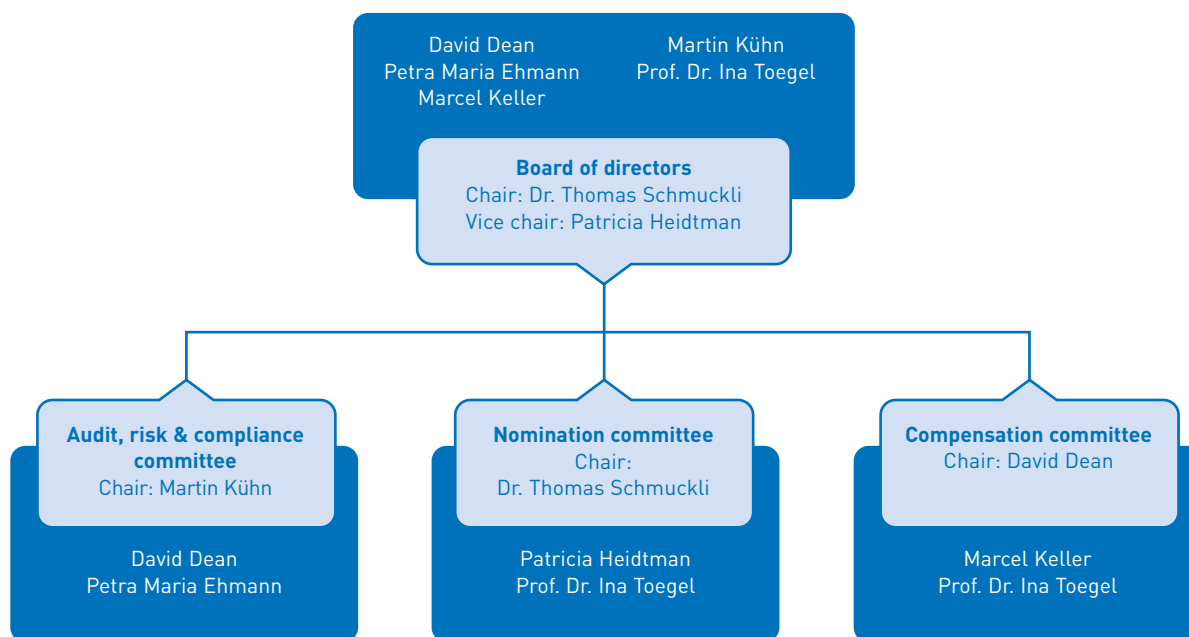 David Dean
Petra Maria Ehmann
Marcel Keller
Martin Kühn
Prof. Dr. Ina Toegel
Board of directors
Chair: Dr. Thomas Schmuckli
Vice chair: Patricia Heidtman
Audit, risk & compliance
committee
Chair: Martin Kühn
David Dean
Petra Maria Ehmann
Nomination committee
Chair:
Dr. Thomas Schmuckli
Patricia Heidtman
Prof. Dr. Ina Toegel
Compensation committee
Chair: David Dean
Marcel Keller
Prof. Dr. Ina Toegel